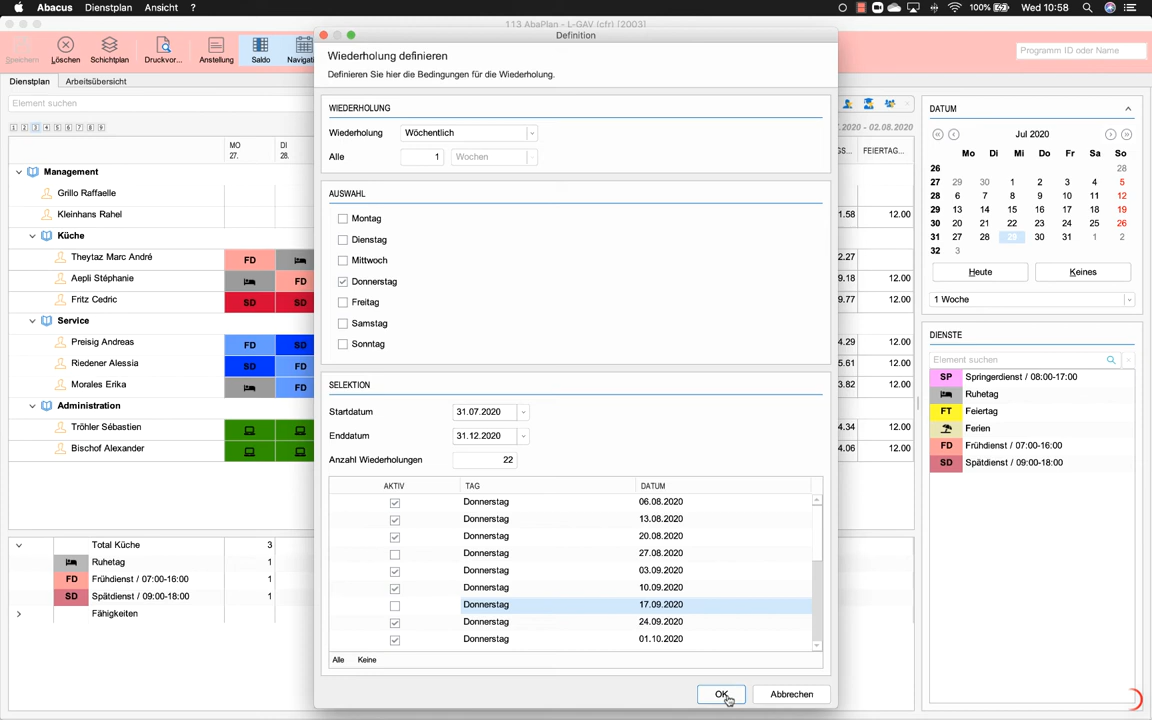 Abacus Dienstplan Ansicht ? 100% Wed 10:58
113 AbaPlan - L-GAV (cfr) [2003]
Definition
Speichern Löschen Schichtplan Druckvor... Anstellung Saldo Navigati
Programm ID oder Name
Dienstplan Arbeitsübersicht
Element suchen
1 2 3 4 5 6 7 8 9
.2020 - 02.08.2020
MO
27.
DI
28.
GS... FEIERTAG...
Management
Grillo Raffaelle
Kleinhans Rahel 1.58 12.00
Küche
Theytaz Marc André FD 2.27
Aepli Stéphanie FD 9.18 12.00
Fritz Cedric SD SD 9.77 12.00
Service
Preisig Andreas FD SD 4.29 12.00
Riedener Alessia SD FD 5.61 12.00
Morales Erika FD 3.82 12.00
Administration
Tröhler Sébastien 4.34 12.00
Bischof Alexander 4.06 12.00
Total Küche 3
Ruhetag 1
FD Frühdienst / 07:00-16:00 1
SD Spätdienst / 09:00-18:00 1
Fähigkeiten
Wiederholung definieren
Definieren Sie hier die Bedingungen für die Wiederholung.
WIEDERHOLUNG
Wiederholung Wöchentlich
Alle 1 Wochen
AUSWAHL
Montag
Dienstag
Mittwoch
Donnerstag
Freitag
Samstag
Sonntag
SELEKTION
Startdatum 31.07.2020
Enddatum 31.12.2020
Anzahl Wiederholungen 22
AKTIV TAG DATUM
Donnerstag 06.08.2020
Donnerstag 13.08.2020
Donnerstag 20.08.2020
Donnerstag 27.08.2020
Donnerstag 03.09.2020
Donnerstag 10.09.2020
Donnerstag 17.09.2020
Donnerstag 24.09.2020
Donnerstag 01.10.2020
Alle Keine
OK Abbrechen
DATUM
Jul 2020
Mo Di Mi Do Fr Sa So
26 28
27 29 30 1 2 3 4 5
28 6 7 8 9 10 11 12
29 13 14 15 16 17 18 19
30 20 21 22 23 24 25 26
31 27 28 29 30 31 1 2
32 3
Heute Keines
1 Woche
DIENSTE
Element suchen
SP Springerdienst / 08:00-17:00
Ruhetag
FT Feiertag
Ferien
FD Frühdienst / 07:00-16:00
SD Spätdienst / 09:00-18:00